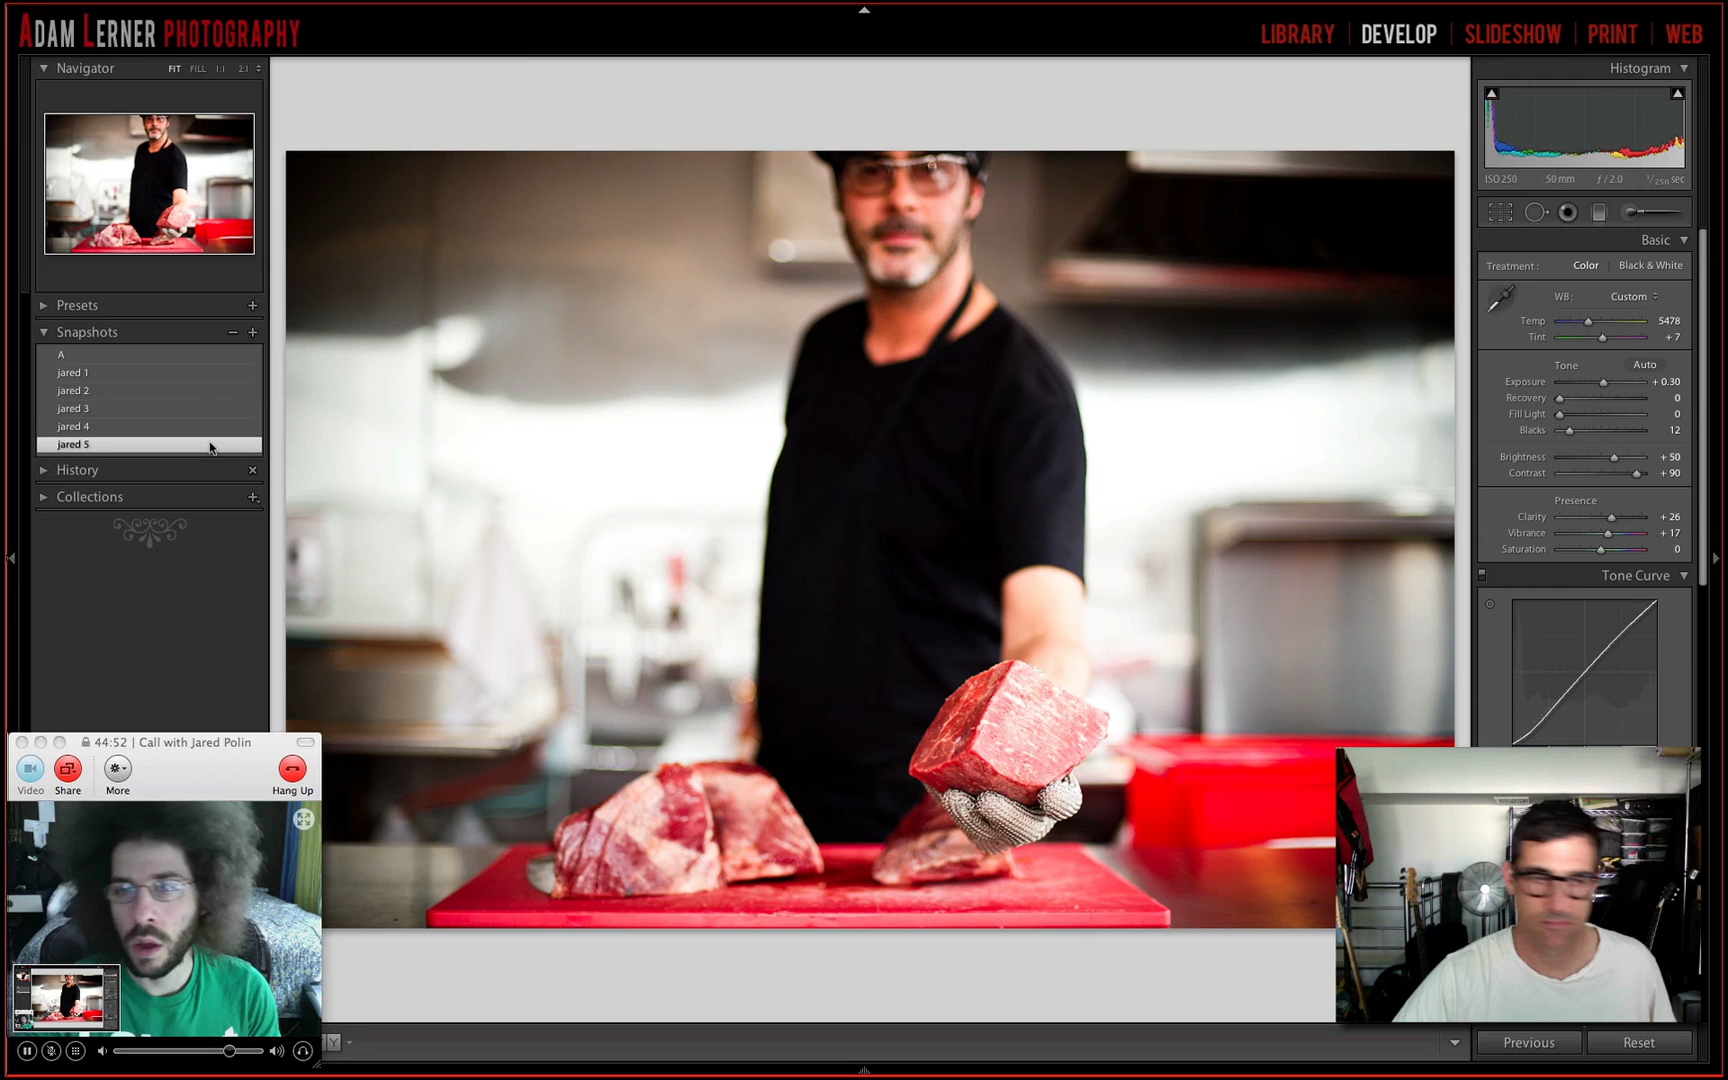 ADAM LERNER PHOTOGRAPHY
LIBRARY | DEVELOP | SLIDESHOW | PRINT | WEB
Navigator FIT FILL 1:1 2:1
Presets
Snapshots
A
jared 1
jared 2
jared 3
jared 4
jared 5
History
Collections
44:52 | Call with Jared Polin
Video Share More Hang Up
Histogram
ISO 250 50 mm f / 2.0 1/250 sec
Basic
Treatment : Color | Black & White
WB: Custom
Temp 5478
Tint + 7
Tone Auto
Exposure + 0.30
Recovery 0
Fill Light 0
Blacks 12
Brightness + 50
Contrast + 90
Presence
Clarity + 26
Vibrance + 17
Saturation 0
Tone Curve
Y
Previous Reset